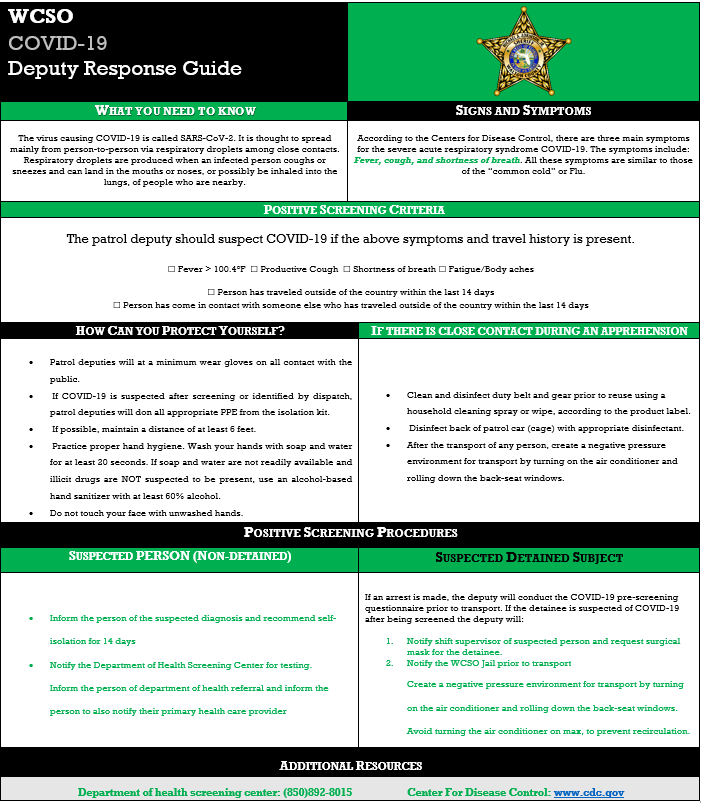 WCSO
COVID-19
Deputy Response Guide
WHAT YOU NEED TO KNOW
The virus causing COVID-19 is called SARS-CoV-2. It is thought to spread
mainly from person-to-person via respiratory droplets among close contacts.
Respiratory droplets are produced when an infected person coughs or
sneezes and can land in the mouths or noses, or possibly be inhaled into the
lungs, of people who are nearby.
SIGNS AND SYMPTOMS
According to the Centers for Disease Control, there are three main symptoms
for the severe acute respiratory syndrome COVID-19. The symptoms include:
Fever, cough, and shortness of breath. All these symptoms are similar to those
of the “common cold” or Flu.
POSITIVE SCREENING CRITERIA
The patrol deputy should suspect COVID-19 if the above symptoms and travel history is present.
☐ Fever > 100.4°F ☐ Productive Cough ☐ Shortness of breath ☐ Fatigue/Body aches
☐ Person has traveled outside of the country within the last 14 days
☐ Person has come in contact with someone else who has traveled outside of the country within the last 14 days
HOW CAN YOU PROTECT YOURSELF?
• Patrol deputies will at a minimum wear gloves on all contact with the
public.
• If COVID-19 is suspected after screening or identified by dispatch,
patrol deputies will don all appropriate PPE from the isolation kit.
• If possible, maintain a distance of at least 6 feet.
• Practice proper hand hygiene. Wash your hands with soap and water
for at least 20 seconds. If soap and water are not readily available and
illicit drugs are NOT suspected to be present, use an alcohol-based
hand sanitizer with at least 60% alcohol.
• Do not touch your face with unwashed hands.
IF THERE IS CLOSE CONTACT DURING AN APPREHENSION
• Clean and disinfect duty belt and gear prior to reuse using a
household cleaning spray or wipe, according to the product label.
• Disinfect back of patrol car (cage) with appropriate disinfectant.
• After the transport of any person, create a negative pressure
environment for transport by turning on the air conditioner and
rolling down the back-seat windows.
POSITIVE SCREENING PROCEDURES
SUSPECTED PERSON (NON-DETAINED)
• Inform the person of the suspected diagnosis and recommend self-
isolation for 14 days
• Notify the Department of Health Screening Center for testing.
Inform the person of department of health referral and inform the
person to also notify their primary health care provider
SUSPECTED DETAINED SUBJECT
If an arrest is made, the deputy will conduct the COVID-19 pre-screening
questionnaire prior to transport. If the detainee is suspected of COVID-19
after being screened the deputy will:
1. Notify shift supervisor of suspected person and request surgical
mask for the detainee.
2. Notify the WCSO Jail prior to transport
Create a negative pressure environment for transport by turning
on the air conditioner and rolling down the back-seat windows.
Avoid turning the air conditioner on max, to prevent recirculation.
ADDITIONAL RESOURCES
Department of health screening center: (850)892-8015
Center For Disease Control: www.cdc.gov